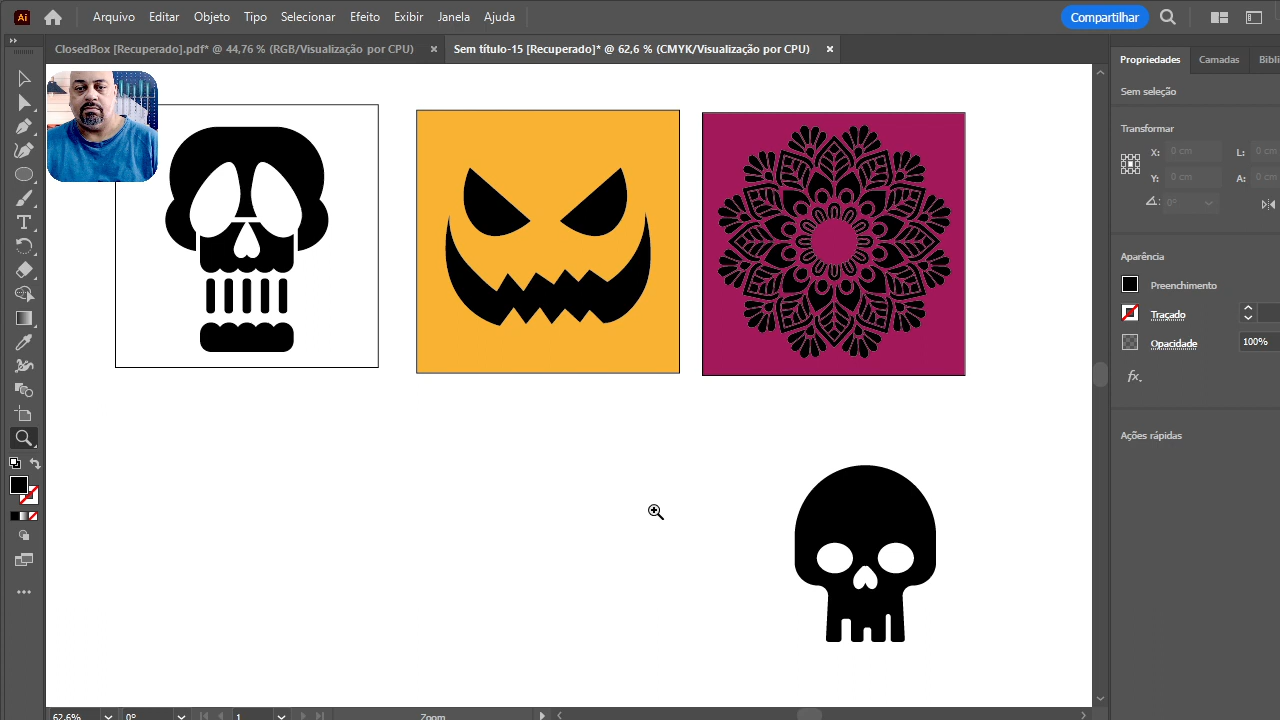 Ai Arquivo Editar Objeto Tipo Selecionar Efeito Exibir Janela Ajuda Compartilhar
ClosedBox [Recuperado].pdf* @ 44,76 % (RGB/Visualização por CPU) × Sem título-15 [Recuperado]* @ 62,6 % (CMYK/Visualização por CPU) ×
Propriedades Camadas Bibli
Sem seleção
Transformar
X: 0 cm L: 0 cm
Y: 0 cm A: 0 cm
0°
Aparência
Preenchimento
Traçado
Opacidade 100%
fx.
Ações rápidas
62,6% 0° 1 Zoom